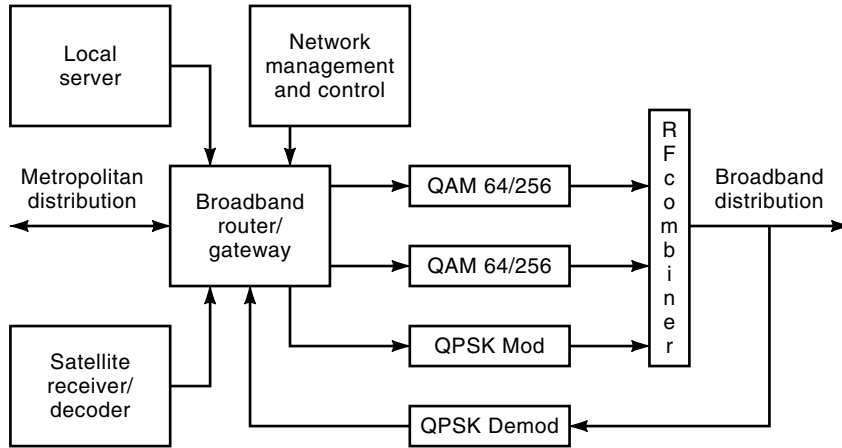 Local
server
Network
management
and control
Metropolitan
distribution
Broadband
router/
gateway
QAM 64/256
QAM 64/256
QPSK Mod
QPSK Demod
RFcombiner
Broadband
distribution
Satellite
receiver/
decoder